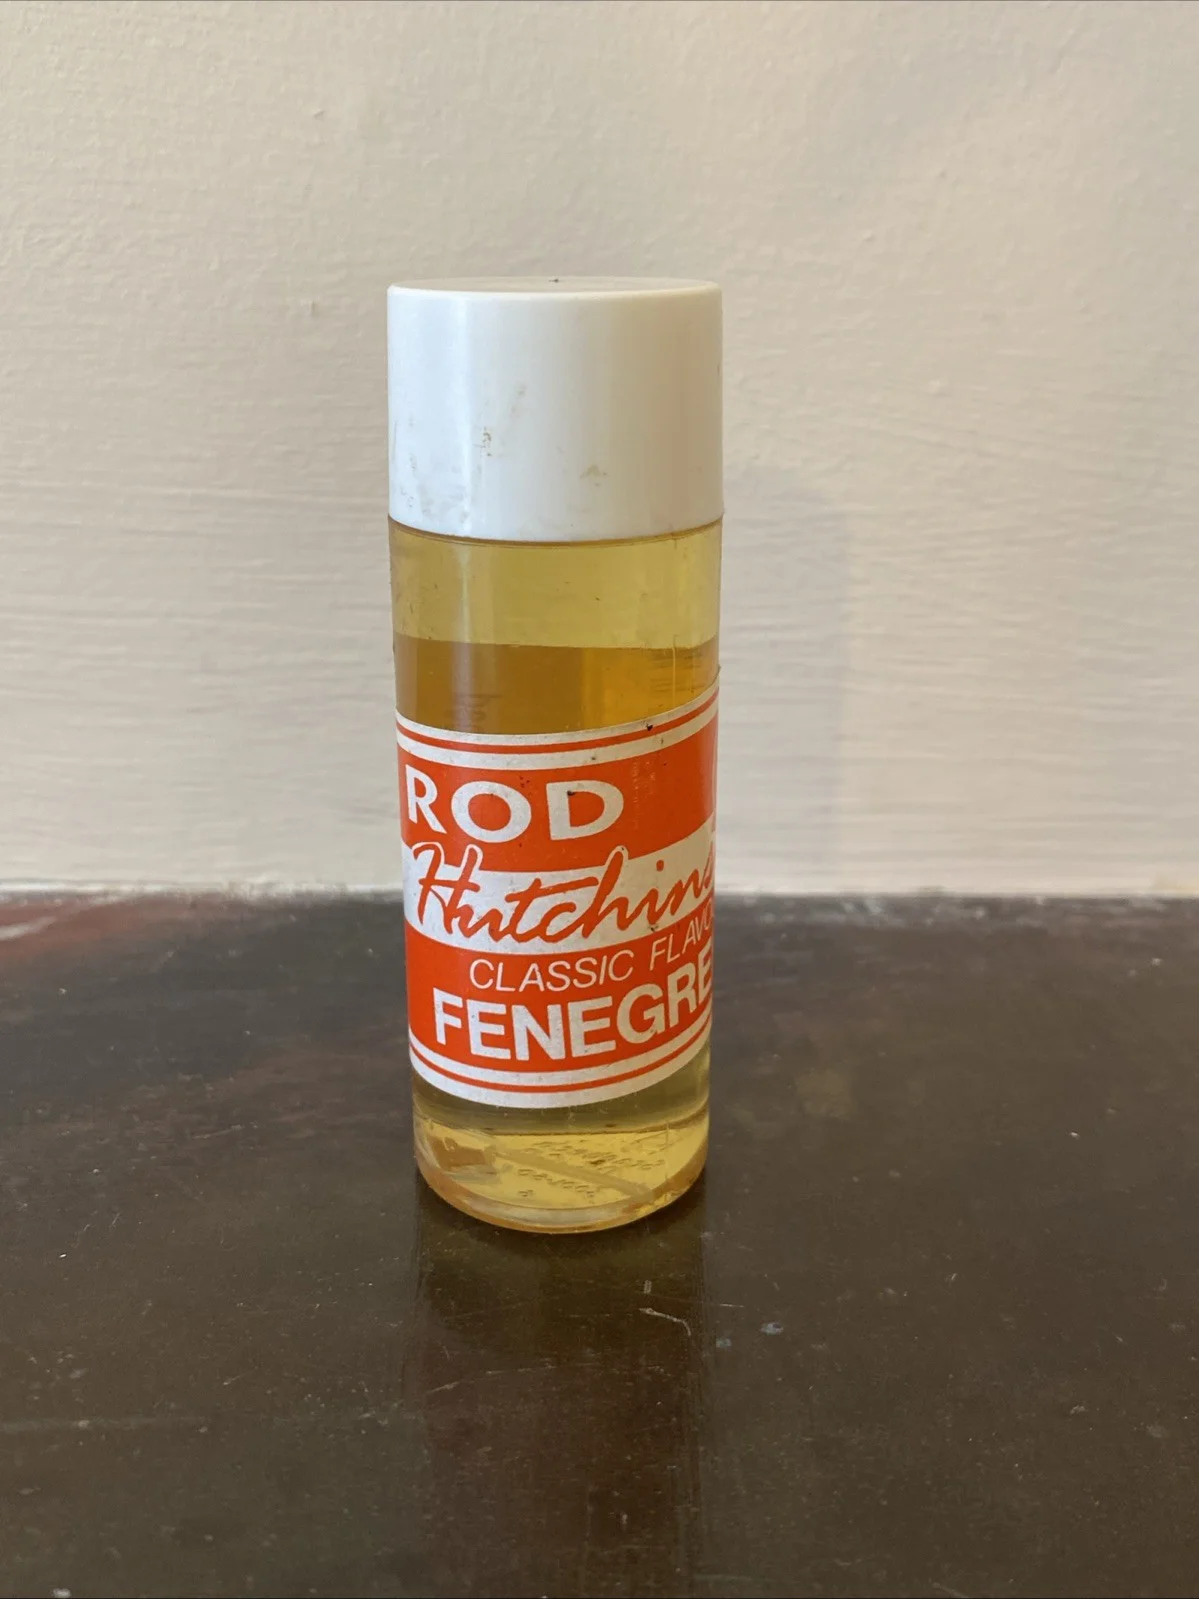 ROD
Hutchins
CLASSIC FLAVO
FENEGRE